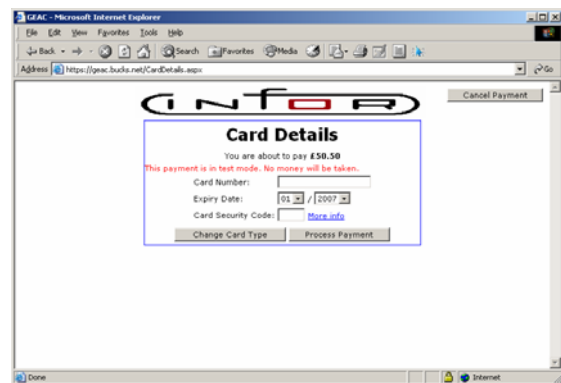 GEAC - Microsoft Internet Explorer
File Edit View Favorites Tools Help
Back Search Favorites Media
Address https://geac.bucks.net/CardDetails.aspx Go
INFOR
Cancel Payment
Card Details
You are about to pay £50.50
This payment is in test mode. No money will be taken.
Card Number:
Expiry Date: 01 / 2007
Card Security Code: More info
Change Card Type Process Payment
Done Internet